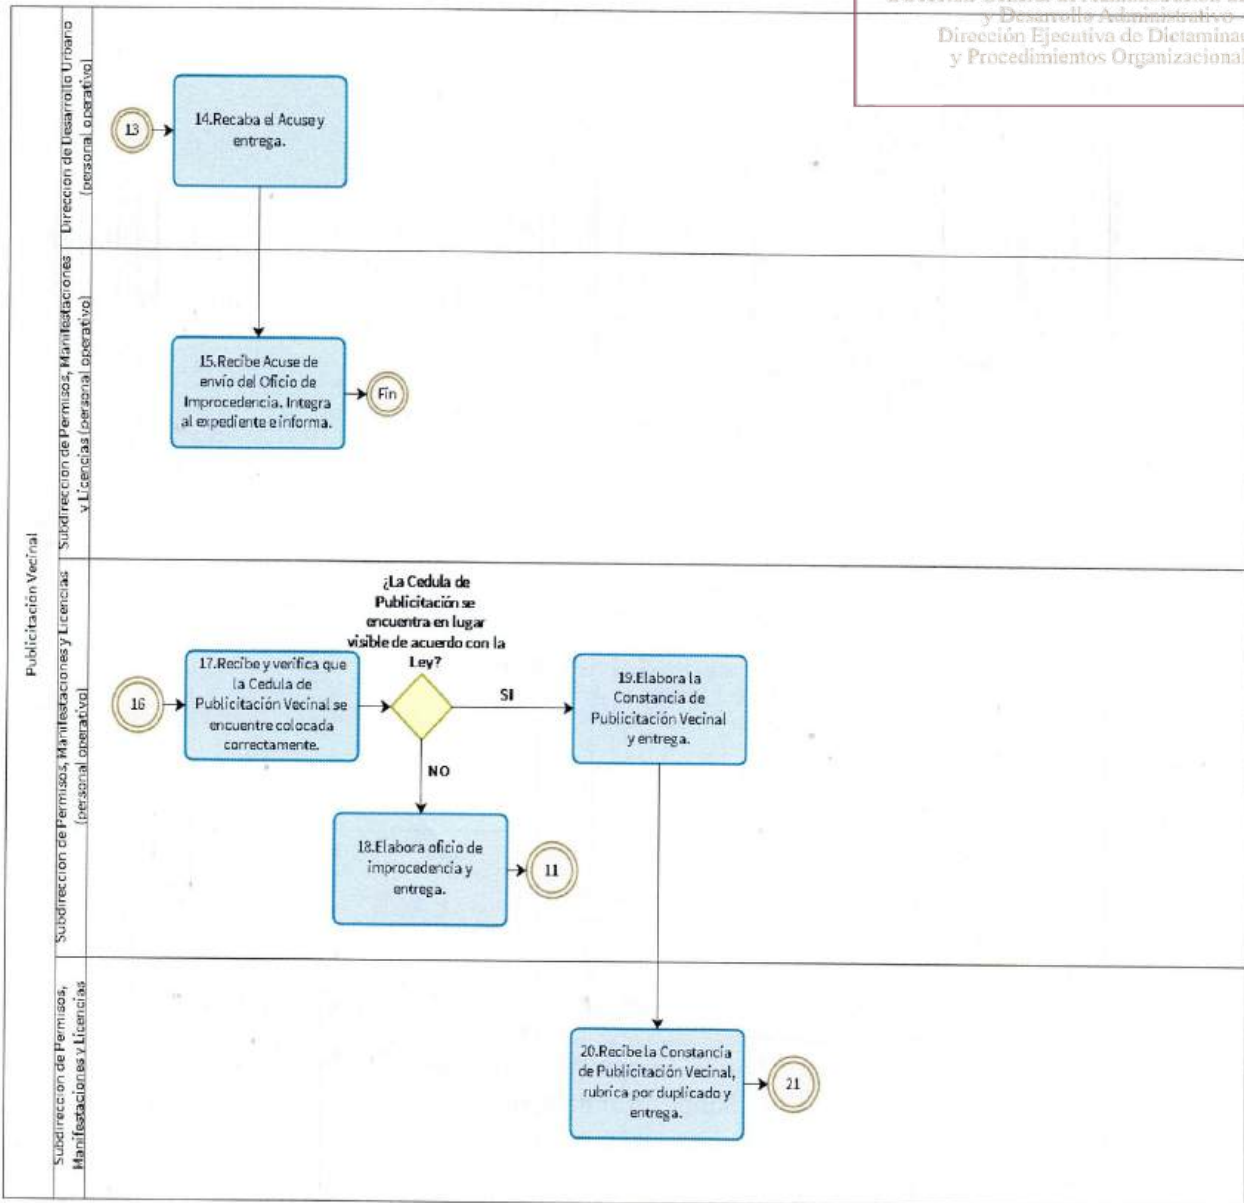 y Desarrollo Administrativo
Dirección Ejecutiva de
y Procedimientos
Publicitación Vecinal
Dirección de Desarrollo Urbano
(personal operativo)
13
14.Recaba el Acuse y
entrega.
Subdirección de Permisos, Manifestaciones
y Licencias (personal operativo)
15.Recibe Acuse de
envío del Oficio de
Improcedencia. Integra
al expediente e informa.
Fin
Subdirección de Permisos, Manifestaciones y Licencias
(personal operativo)
16
17.Recibe y verifica que
la Cedula de
Publicitación Vecinal se
encuentre colocada
correctamente.
¿La Cedula de
Publicitación se
encuentra en lugar
visible de acuerdo con la
Ley?
SI
NO
19.Elabora la
Constancia de
Publicitación Vecinal
y entrega.
18.Elabora oficio de
improcedencia y
entrega.
11
Subdirección de Permisos,
Manifestaciones y Licencias
20.Recibe la Constancia
de Publicitación Vecinal,
rubrica por duplicado y
entrega.
21